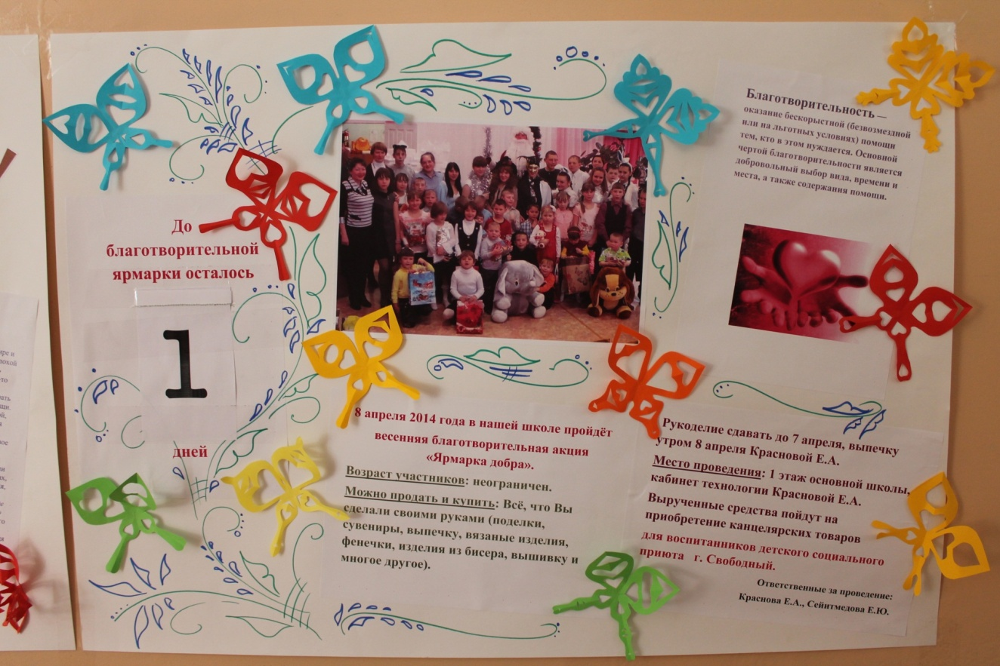 До
благотворительной
ярмарки осталось
1
дней
Благотворительность —
оказание бескорыстной (безвозмездной
или на льготных условиях) помощи
тем, кто в этом нуждается. Основной
чертой благотворительности является
добровольный выбор вида, времени и
места, а также содержания помощи.
8 апреля 2014 года в нашей школе пройдёт
весенняя благотворительная акция
«Ярмарка добра».
Возраст участников: неограничен.
Можно продать и купить: Всё, что Вы
сделали своими руками (поделки,
сувениры, выпечку, вязаные изделия,
фенечки, изделия из бисера, вышивку и
многое другое).
Рукоделие сдавать до 7 апреля, выпечку
утром 8 апреля Красновой Е.А.
Место проведения: 1 этаж основной школы,
кабинет технологии Красновой Е.А.
Вырученные средства пойдут на
приобретение канцелярских товаров
для воспитанников детского социального
приюта г. Свободный.
Ответственные за проведение:
Краснова Е.А., Сейитмедова Е.Ю.